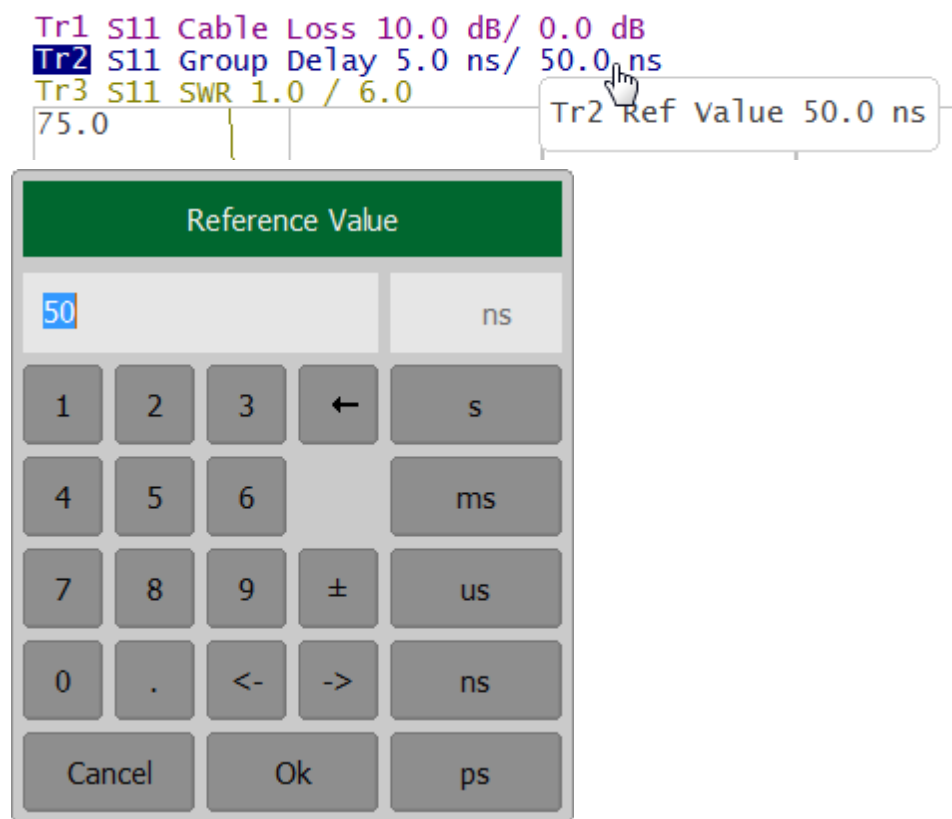 Tr1 S11 Cable Loss 10.0 dB/ 0.0 dB
Tr2 S11 Group Delay 5.0 ns/ 50.0 ns
Tr3 S11 SWR 1.0 / 6.0
75.0
Tr2 Ref Value 50.0 ns
Reference Value
50 ns
1 2 3 ← s
4 5 6 ms
7 8 9 ± us
0 . <- -> ns
Cancel Ok ps